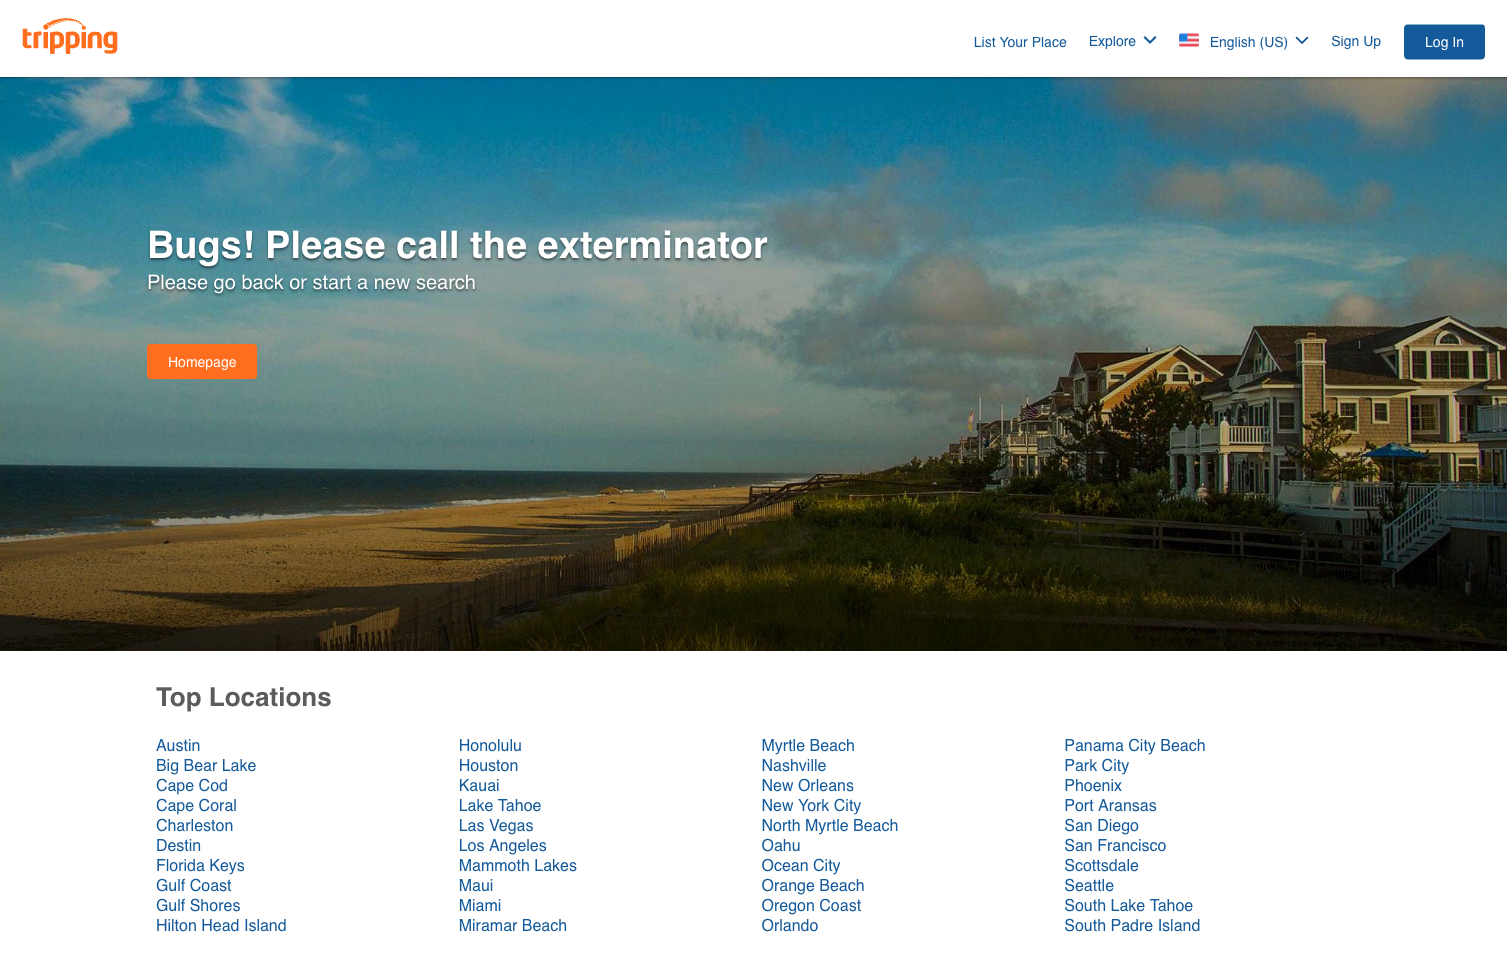 tripping
List Your Place
Explore
English (US)
Sign Up
Log In
Bugs! Please call the exterminator
Please go back or start a new search
Homepage
Top Locations
Austin
Big Bear Lake
Cape Cod
Cape Coral
Charleston
Destin
Florida Keys
Gulf Coast
Gulf Shores
Hilton Head Island
Honolulu
Houston
Kauai
Lake Tahoe
Las Vegas
Los Angeles
Mammoth Lakes
Maui
Miami
Miramar Beach
Myrtle Beach
Nashville
New Orleans
New York City
North Myrtle Beach
Oahu
Ocean City
Orange Beach
Oregon Coast
Orlando
Panama City Beach
Park City
Phoenix
Port Aransas
San Diego
San Francisco
Scottsdale
Seattle
South Lake Tahoe
South Padre Island